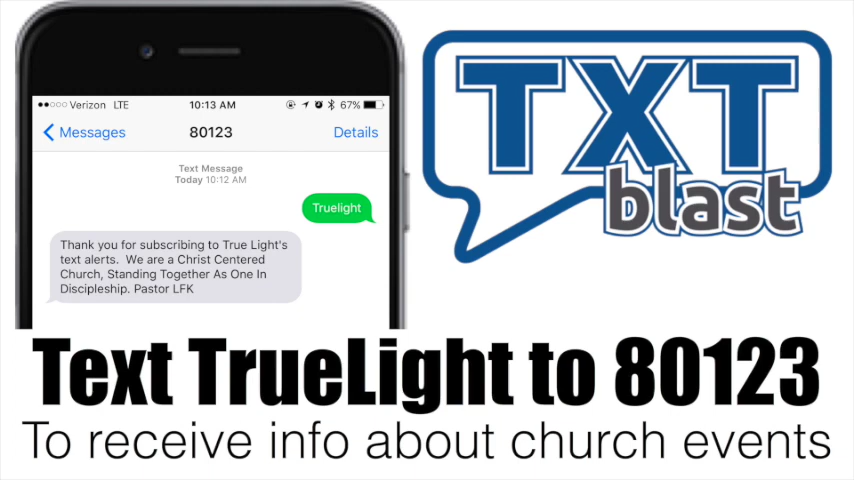 Verizon LTE 10:13 AM 67%
Messages 80123 Details
Text Message
Today 10:12 AM
Truelight
Thank you for subscribing to True Light's
text alerts. We are a Christ Centered
Church, Standing Together As One In
Discipleship. Pastor LFK
TXT
blast
Text TrueLight to 80123
To receive info about church events